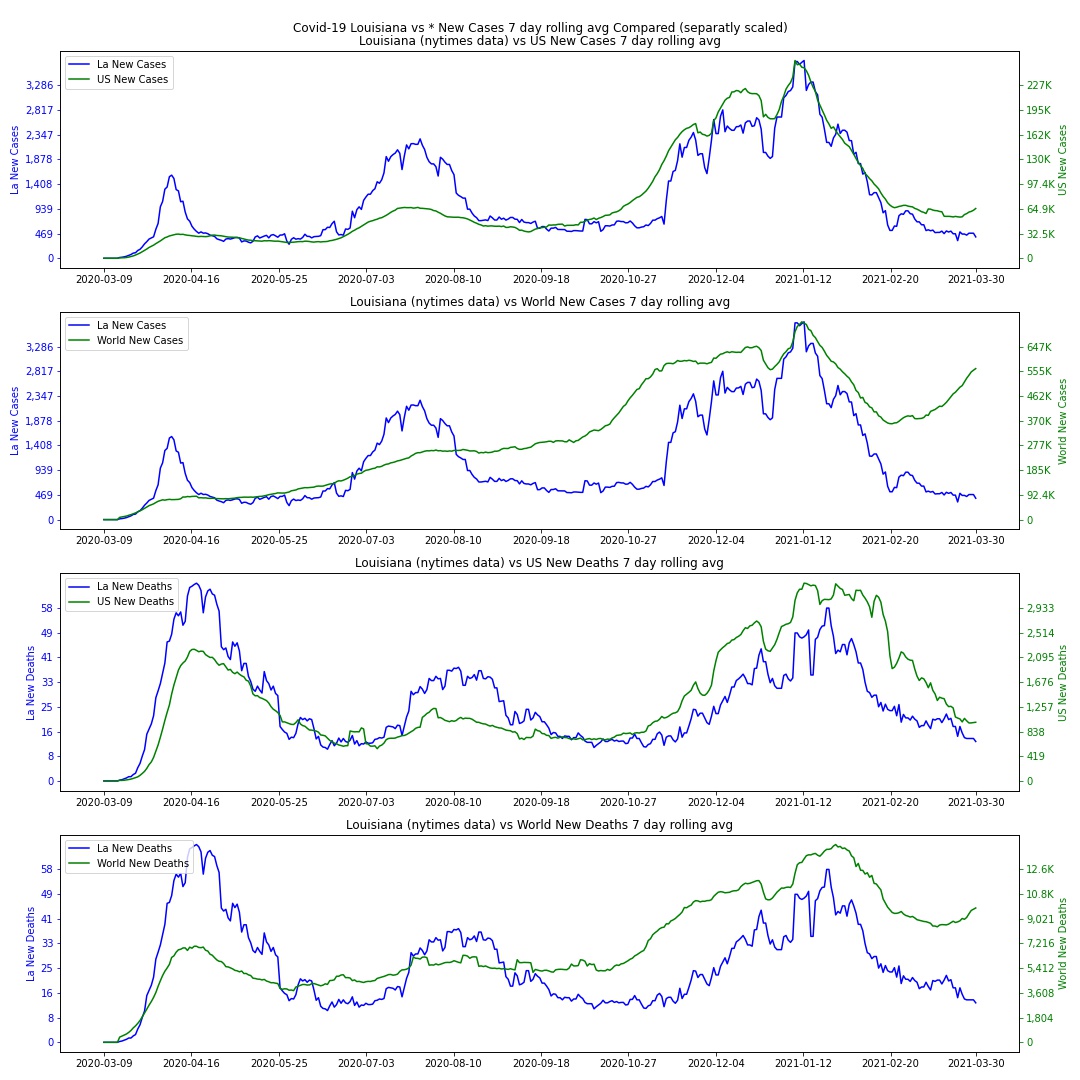 Covid-19 Louisiana vs * New Cases 7 day rolling avg Compared (separatly scaled)
Louisiana (nytimes data) vs US New Cases 7 day rolling avg
La New Cases
US New Cases
3,286
2,817
2,347
1,878
1,408
939
469
0
La New Cases
227K
195K
162K
130K
97.4K
64.9K
32.5K
0
US New Cases
2020-03-09 2020-04-16 2020-05-25 2020-07-03 2020-08-10 2020-09-18 2020-10-27 2020-12-04 2021-01-12 2021-02-20 2021-03-30
Louisiana (nytimes data) vs World New Cases 7 day rolling avg
La New Cases
World New Cases
3,286
2,817
2,347
1,878
1,408
939
469
0
La New Cases
647K
555K
462K
370K
277K
185K
92.4K
0
World New Cases
2020-03-09 2020-04-16 2020-05-25 2020-07-03 2020-08-10 2020-09-18 2020-10-27 2020-12-04 2021-01-12 2021-02-20 2021-03-30
Louisiana (nytimes data) vs US New Deaths 7 day rolling avg
La New Deaths
US New Deaths
58
49
41
33
25
16
8
0
La New Deaths
2,933
2,514
2,095
1,676
1,257
838
419
0
US New Deaths
2020-03-09 2020-04-16 2020-05-25 2020-07-03 2020-08-10 2020-09-18 2020-10-27 2020-12-04 2021-01-12 2021-02-20 2021-03-30
Louisiana (nytimes data) vs World New Deaths 7 day rolling avg
La New Deaths
World New Deaths
58
49
41
33
25
16
8
0
La New Deaths
12.6K
10.8K
9,021
7,216
5,412
3,608
1,804
0
World New Deaths
2020-03-09 2020-04-16 2020-05-25 2020-07-03 2020-08-10 2020-09-18 2020-10-27 2020-12-04 2021-01-12 2021-02-20 2021-03-30